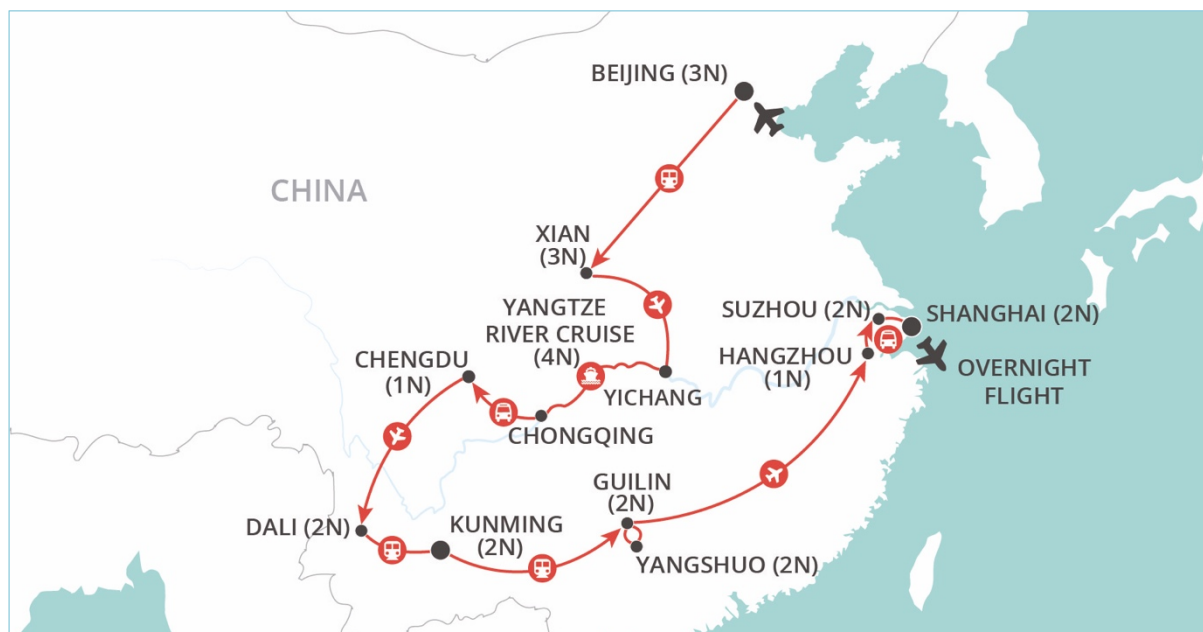 BEIJING (3N)
CHINA
XIAN
(3N)
YANGTZE
RIVER CRUISE
(4N)
SUZHOU (2N)
SHANGHAI (2N)
CHENGDU
(1N)
HANGZHOU
(1N)
OVERNIGHT
FLIGHT
YICHANG
CHONGQING
GUILIN
(2N)
DALI (2N)
KUNMING
(2N)
YANGSHUO (2N)